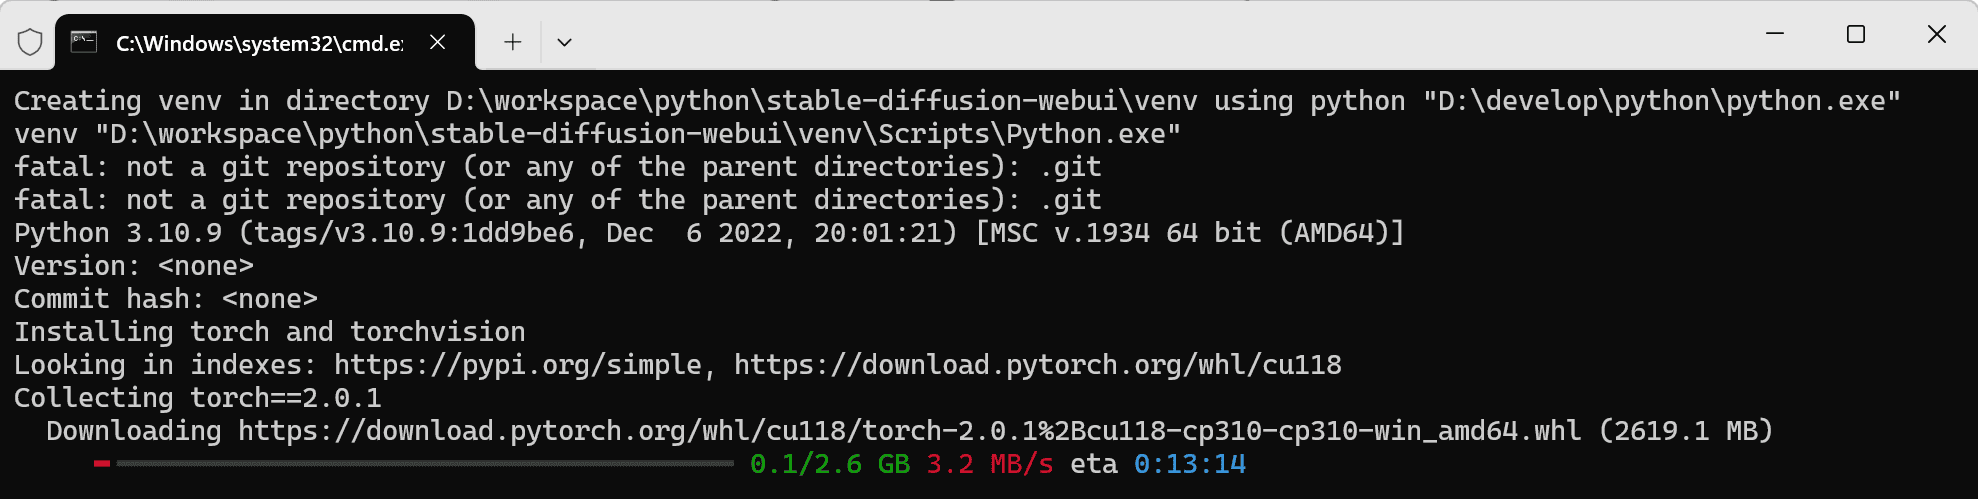 C:\Windows\system32\cmd.e
Creating venv in directory D:\workspace\python\stable-diffusion-webui\venv using python "D:\develop\python\python.exe"
venv "D:\workspace\python\stable-diffusion-webui\venv\Scripts\Python.exe"
fatal: not a git repository (or any of the parent directories): .git
fatal: not a git repository (or any of the parent directories): .git
Python 3.10.9 (tags/v3.10.9:1dd9be6, Dec  6 2022, 20:01:21) [MSC v.1934 64 bit (AMD64)]
Version: <none>
Commit hash: <none>
Installing torch and torchvision
Looking in indexes: https://pypi.org/simple, https://download.pytorch.org/whl/cu118
Collecting torch==2.0.1
  Downloading https://download.pytorch.org/whl/cu118/torch-2.0.1%2Bcu118-cp310-cp310-win_amd64.whl (2619.1 MB)
0.1/2.6 GB 3.2 MB/s eta 0:13:14